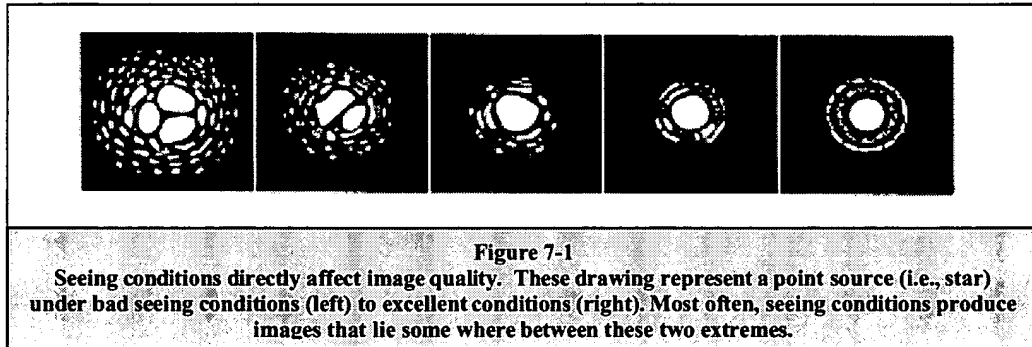 Figure 7-1
Seeing conditions directly affect image quality. These drawing represent a point source (i.e., star)
under bad seeing conditions (left) to excellent conditions (right). Most often, seeing conditions produce
images that lie some where between these two extremes.